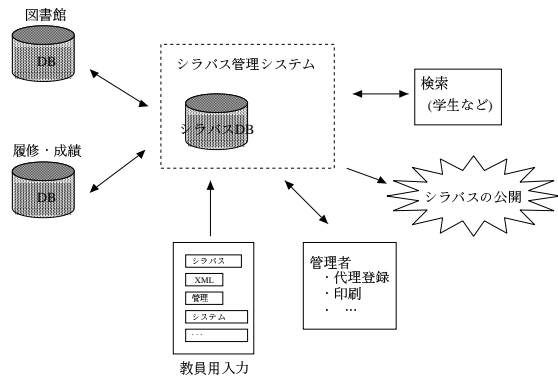 図書館
DB
シラバス管理システム
シラバスDB
検索
(学生など)
履修・成績
DB
シラバスの公開
シラバス
XML
管理
システム
...
教員用入力
管理者
・代理登録
・印刷
・ …